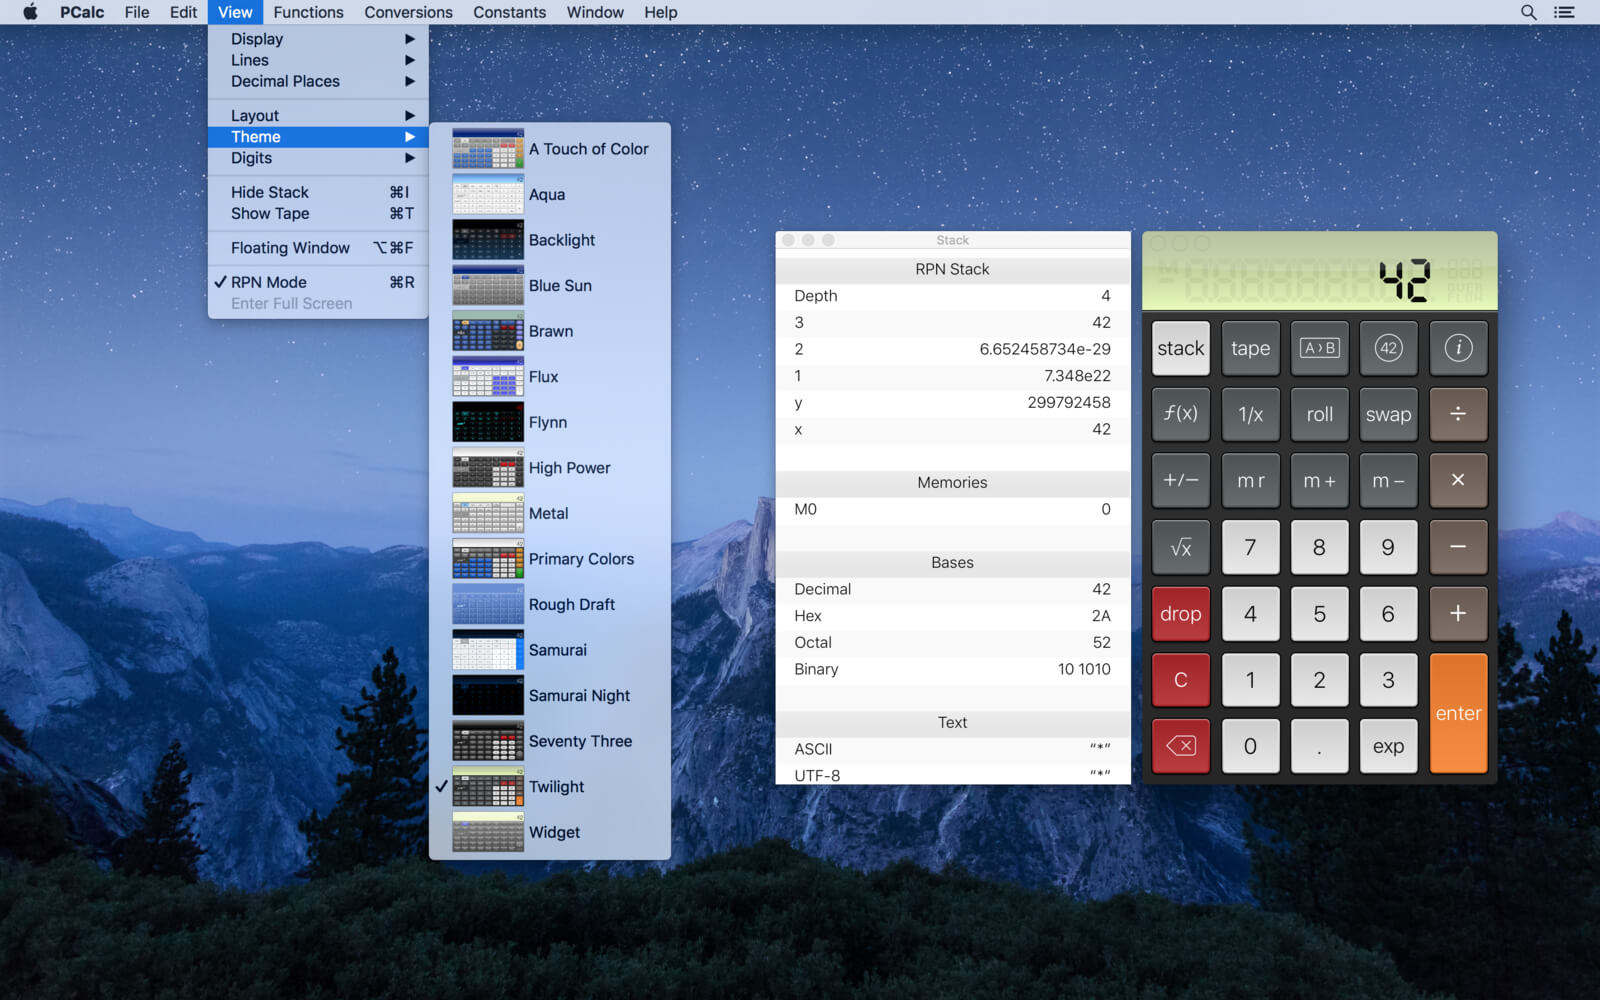 PCalc File Edit View Functions Conversions Constants Window Help
Display
Lines
Decimal Places
Layout
Theme
Digits
Hide Stack ⌘I
Show Tape ⌘T
Floating Window ⌥⌘F
✓ RPN Mode ⌘R
Enter Full Screen
A Touch of Color
Aqua
Backlight
Blue Sun
Brawn
Flux
Flynn
High Power
Metal
Primary Colors
Rough Draft
Samurai
Samurai Night
Seventy Three
✓ Twilight
Widget
Stack
RPN Stack
Depth 4
3 42
2 6.652458734e-29
1 7.348e22
y 299792458
x 42
Memories
M0 0
Bases
Decimal 42
Hex 2A
Octal 52
Binary 10 1010
Text
ASCII “*”
UTF-8 “*”
42
stack tape A›B 42 i
f(x) 1/x roll swap ÷
+/− mr m+ m− ×
√x 7 8 9 −
drop 4 5 6 +
C 1 2 3 enter
0 . exp